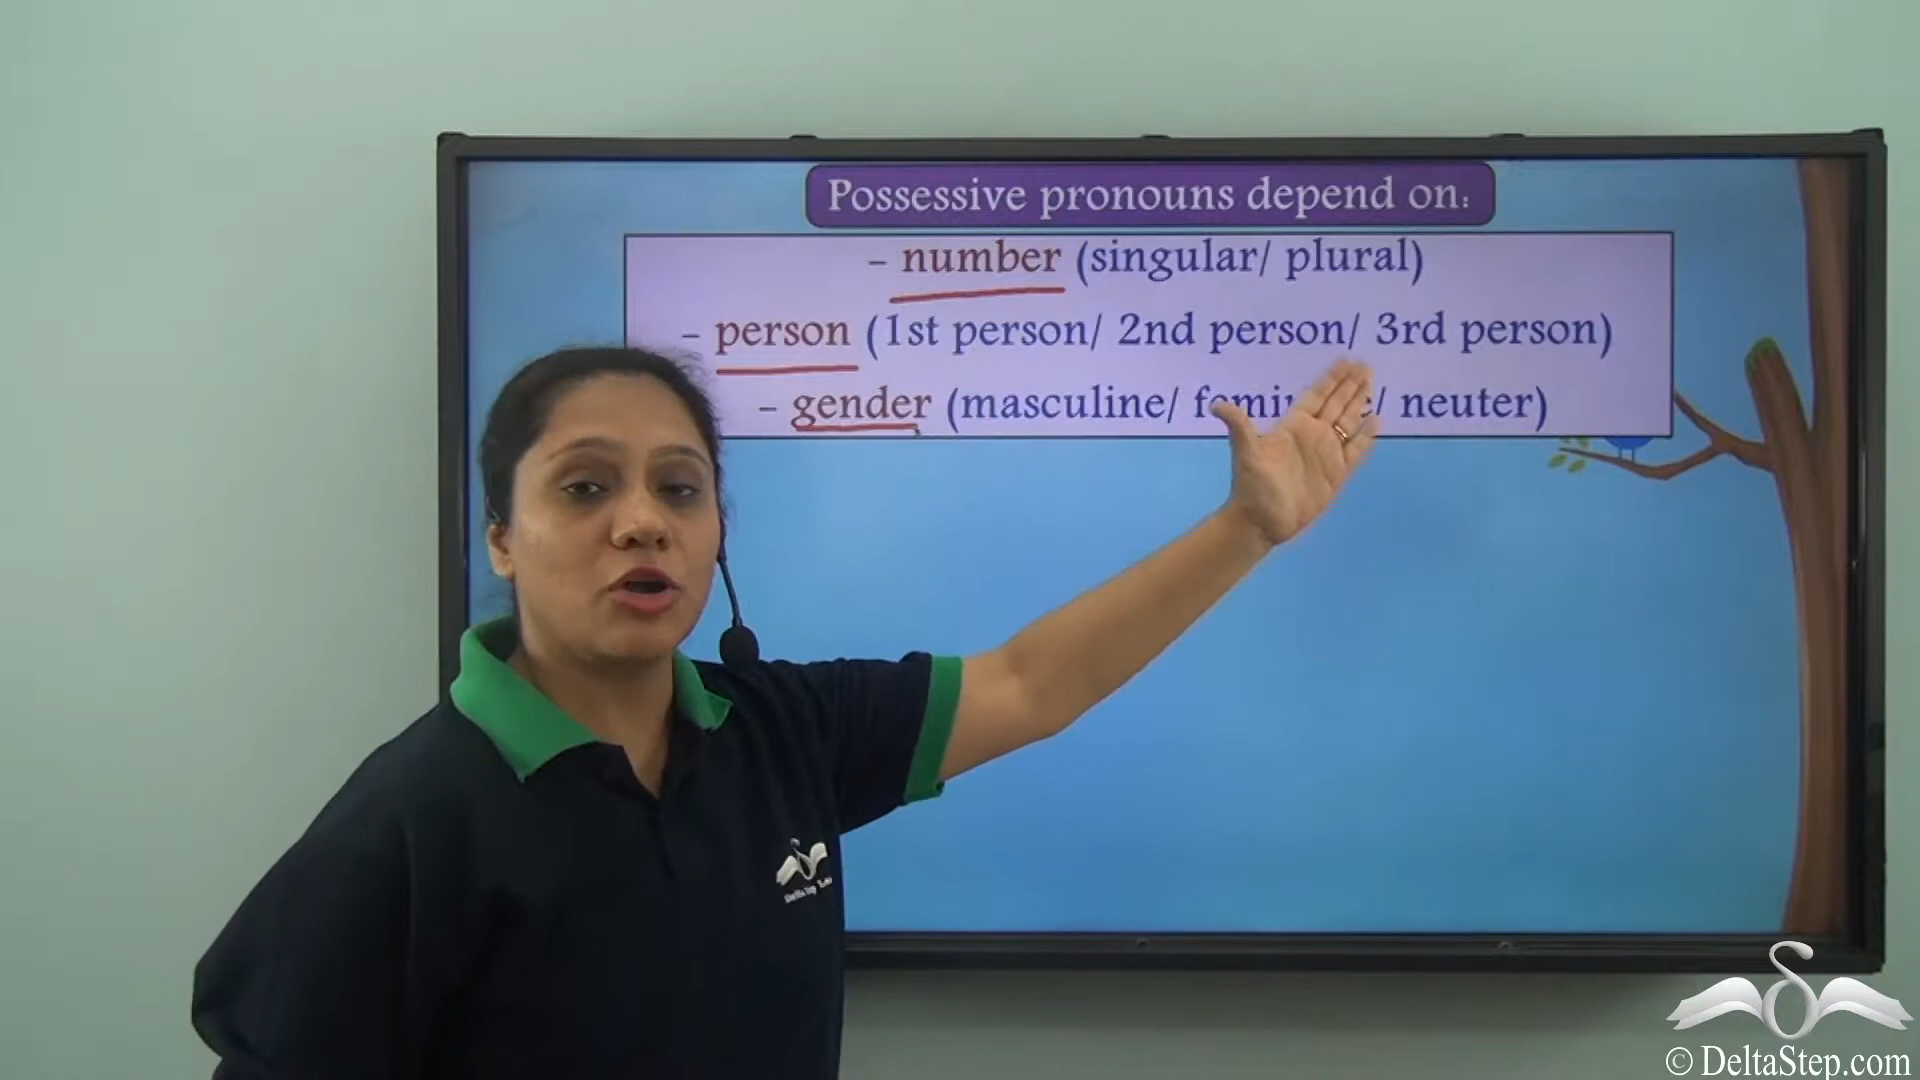 Possessive pronouns depend on:
- number (singular/ plural)
- person (1st person/ 2nd person/ 3rd person)
- gender (masculine/ / neuter)
© DeltaStep.com